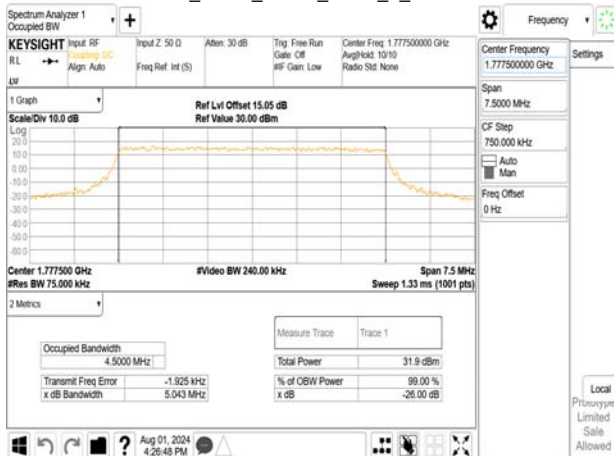 Spectrum Analyzer 1
Occupied BW
+
Frequency
KEYSIGHT
Input: RF
Coupling: DC
Align: Auto
Input Z: 50 Ω
Freq Ref: Int (S)
Atten: 30 dB
Trig: Free Run
Gate: Off
#IF Gain: Low
Center Freq: 1.777500000 GHz
Avg|Hold: 10/10
Radio Std: None
RL
Center Frequency
1.777500000 GHz
Settings
Span
7.5000 MHz
CF Step
750.000 kHz
Auto
Man
Freq Offset
0 Hz
1 Graph
Scale/Div 10.0 dB
Ref Lvl Offset 15.05 dB
Ref Value 30.00 dBm
Log
20.0
10.0
0.00
-10.0
-20.0
-30.0
-40.0
-50.0
-60.0
Center 1.777500 GHz
#Video BW 240.00 kHz
Span 7.5 MHz
#Res BW 75.000 kHz
Sweep 1.33 ms (1001 pts)
2 Metrics
Measure Trace
Trace 1
Occupied Bandwidth
4.5000 MHz
Total Power
31.9 dBm
Transmit Freq Error
-1.925 kHz
% of OBW Power
99.00 %
x dB Bandwidth
5.043 MHz
x dB
-26.00 dB
Local
Prototype
Limited
Sale
Allowed
?
Aug 01, 2024
4:26:48 PM